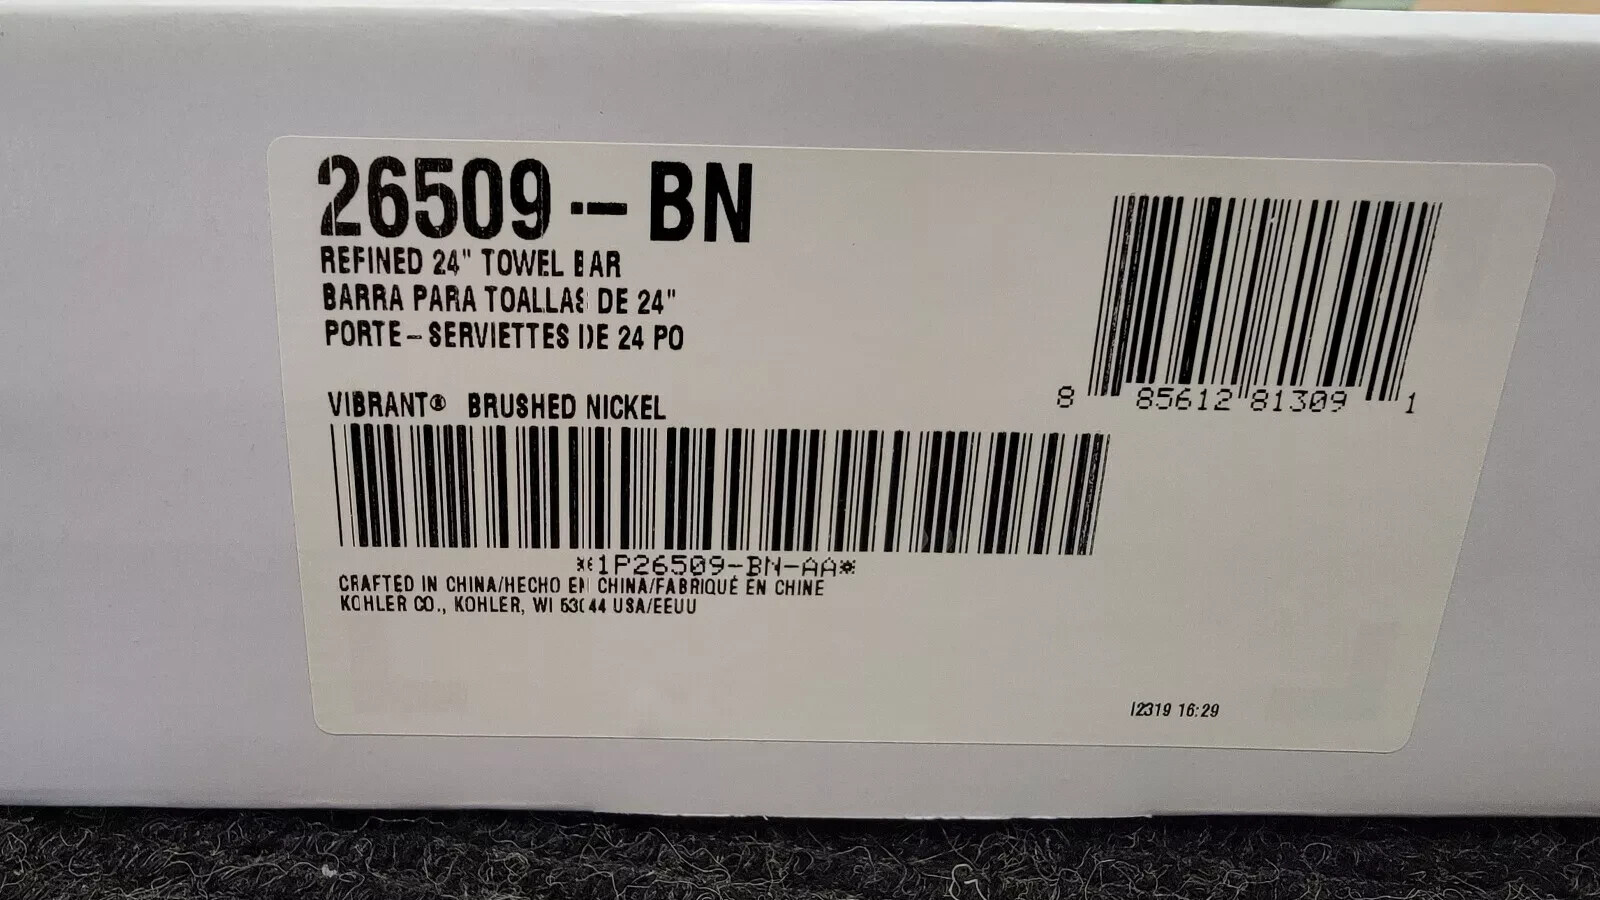 26509-BN
REFINED 24" TOWEL BAR
BARRA PARA TOALLAS DE 24"
PORTE-SERVIETTES DE 24 PO
VIBRANT® BRUSHED NICKEL
*1P26509-BN-AA*
CRAFTED IN CHINA/HECHO EN CHINA/FABRIQUÉ EN CHINE
KOHLER CO., KOHLER, WI 53044 USA/EEUU
8 85612 81309 1
12319 16:29